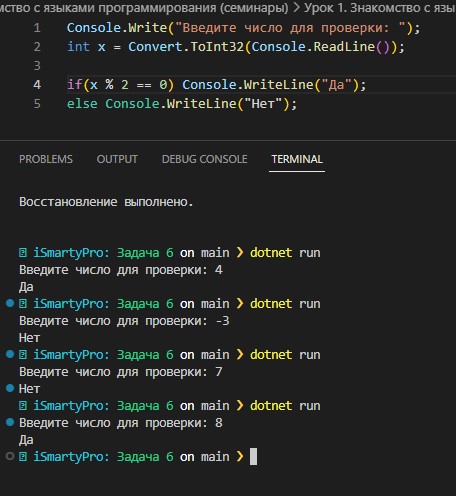 мство с языками программирования (семинары) > Урок 1. Знакомство с язы
1 Console.Write("Введите число для проверки: ");
2 int x = Convert.ToInt32(Console.ReadLine());
3
4 if(x % 2 == 0) Console.WriteLine("Да");
5 else Console.WriteLine("Нет");
PROBLEMS OUTPUT DEBUG CONSOLE TERMINAL
Восстановление выполнено.
iSmartyPro: Задача 6 on main ❯ dotnet run
Введите число для проверки: 4
Да
iSmartyPro: Задача 6 on main ❯ dotnet run
Введите число для проверки: -3
Нет
iSmartyPro: Задача 6 on main ❯ dotnet run
Введите число для проверки: 7
Нет
iSmartyPro: Задача 6 on main ❯ dotnet run
Введите число для проверки: 8
Да
iSmartyPro: Задача 6 on main ❯